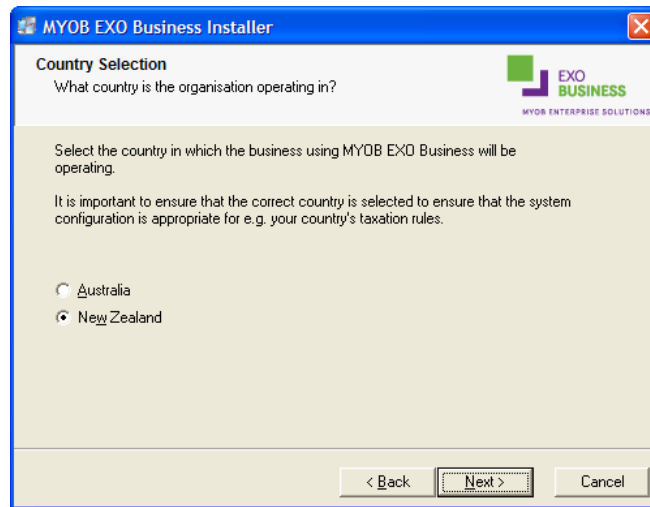 MYOB EXO Business Installer
Country Selection
What country is the organisation operating in?
EXO
BUSINESS
MYOB ENTERPRISE SOLUTIONS
Select the country in which the business using MYOB EXO Business will be
operating.
It is important to ensure that the correct country is selected to ensure that the system
configuration is appropriate for e.g. your country's taxation rules.
Australia
New Zealand
< Back
Next >
Cancel